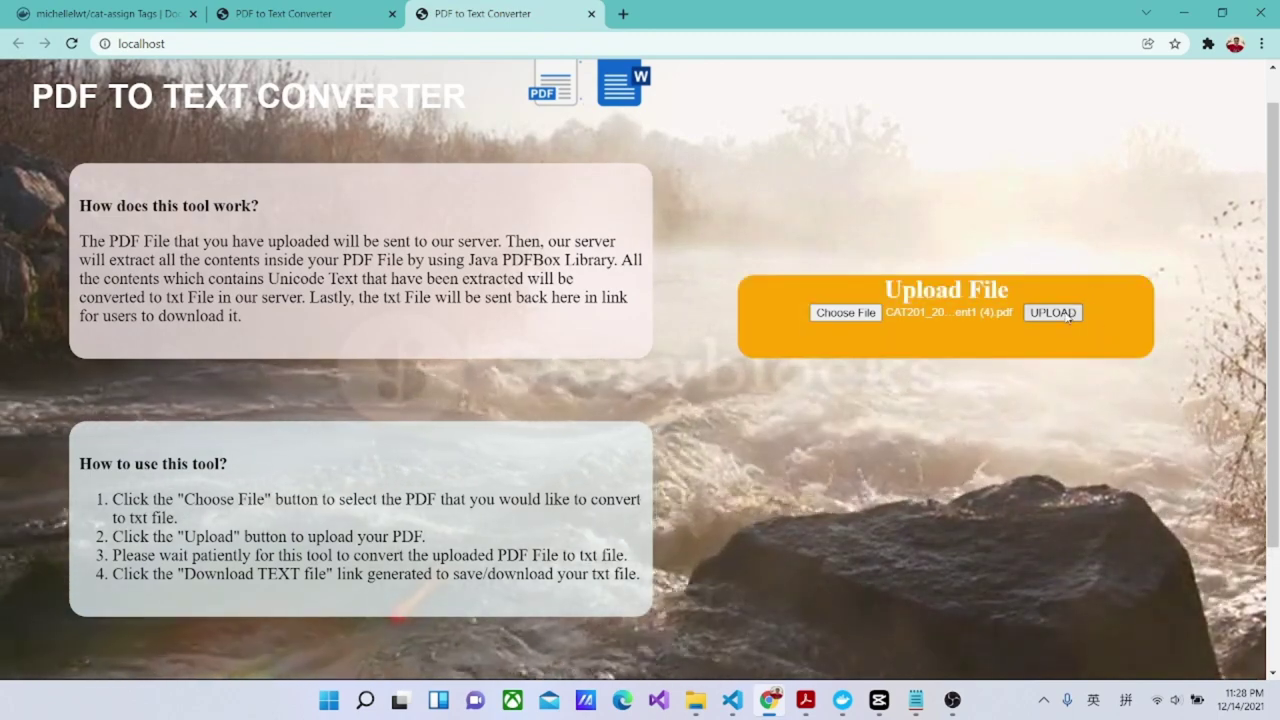 michellelwt/cat-assign Tags | Doc
PDF to Text Converter
PDF to Text Converter
localhost
PDF TO TEXT CONVERTER
PDF
W
How does this tool work?
The PDF File that you have uploaded will be sent to our server. Then, our server
will extract all the contents inside your PDF File by using Java PDFBox Library. All
the contents which contains Unicode Text that have been extracted will be
converted to txt File in our server. Lastly, the txt File will be sent back here in link
for users to download it.
Upload File
Choose File CAT201_20...ent1 (4).pdf UPLOAD
How to use this tool?
1. Click the "Choose File" button to select the PDF that you would like to convert
to txt file.
2. Click the "Upload" button to upload your PDF.
3. Please wait patiently for this tool to convert the uploaded PDF File to txt file.
4. Click the "Download TEXT file" link generated to save/download your txt file.
英
拼
11:28 PM
12/14/2021